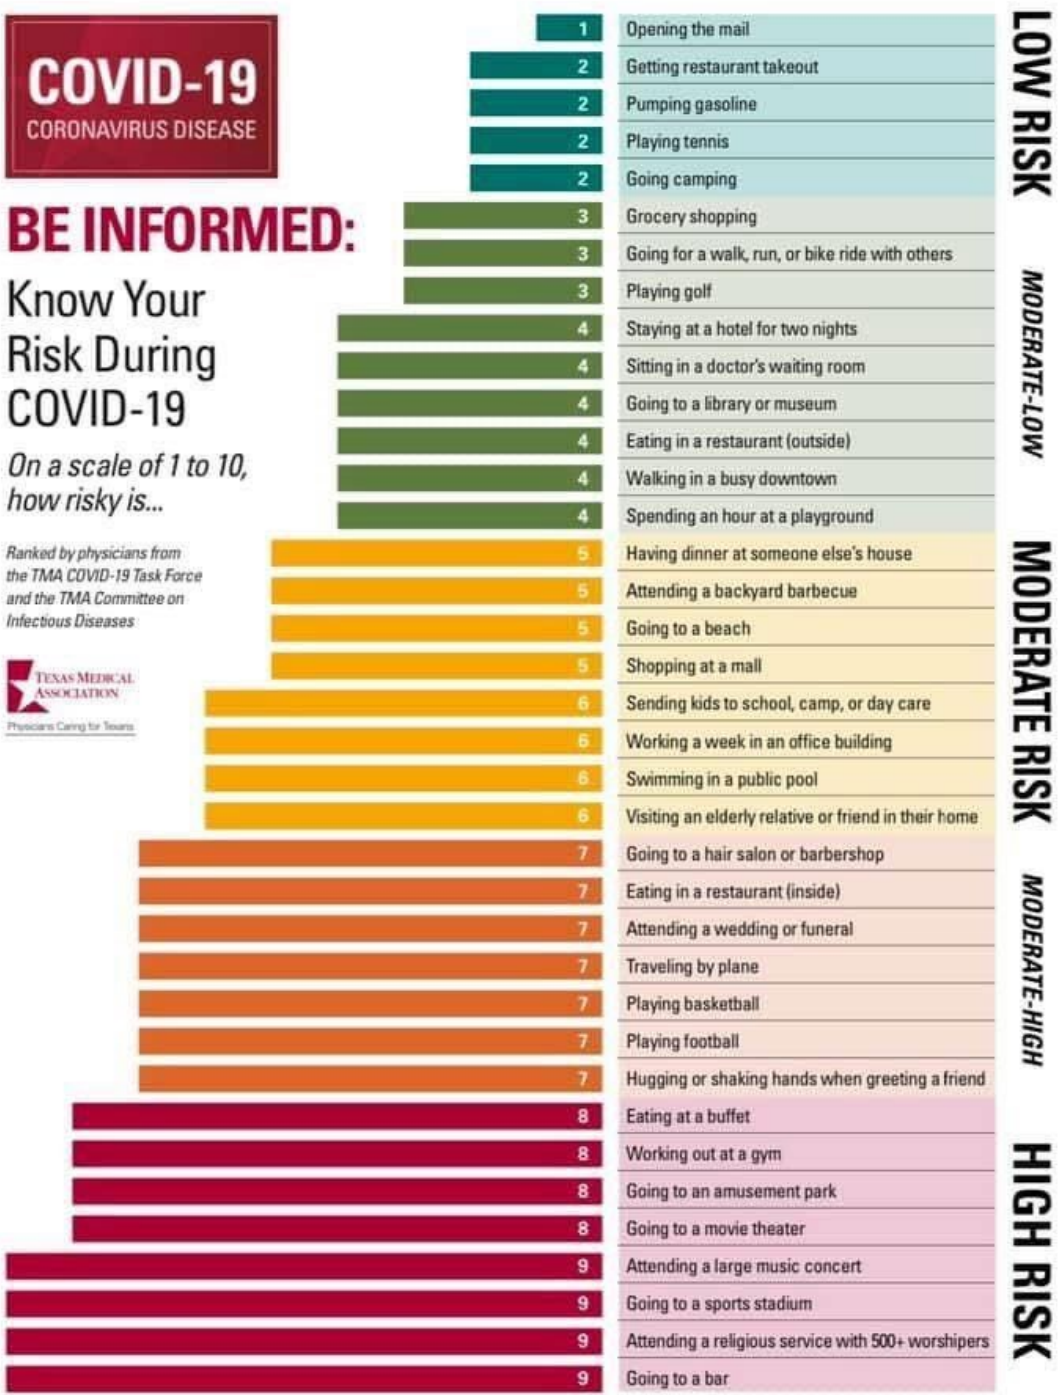 COVID-19
CORONAVIRUS DISEASE
BE INFORMED:
Know Your
Risk During
COVID-19
On a scale of 1 to 10,
how risky is...
Ranked by physicians from
the TMA COVID-19 Task Force
and the TMA Committee on
Infectious Diseases
TEXAS MEDICAL
ASSOCIATION
Physicians Caring for Texans
LOW RISK
1 Opening the mail
2 Getting restaurant takeout
2 Pumping gasoline
2 Playing tennis
2 Going camping
MODERATE-LOW
3 Grocery shopping
3 Going for a walk, run, or bike ride with others
3 Playing golf
4 Staying at a hotel for two nights
4 Sitting in a doctor's waiting room
4 Going to a library or museum
4 Eating in a restaurant (outside)
4 Walking in a busy downtown
4 Spending an hour at a playground
MODERATE RISK
5 Having dinner at someone else's house
5 Attending a backyard barbecue
5 Going to a beach
5 Shopping at a mall
6 Sending kids to school, camp, or day care
6 Working a week in an office building
6 Swimming in a public pool
6 Visiting an elderly relative or friend in their home
MODERATE-HIGH
7 Going to a hair salon or barbershop
7 Eating in a restaurant (inside)
7 Attending a wedding or funeral
7 Traveling by plane
7 Playing basketball
7 Playing football
7 Hugging or shaking hands when greeting a friend
HIGH RISK
8 Eating at a buffet
8 Working out at a gym
8 Going to an amusement park
8 Going to a movie theater
9 Attending a large music concert
9 Going to a sports stadium
9 Attending a religious service with 500+ worshipers
9 Going to a bar